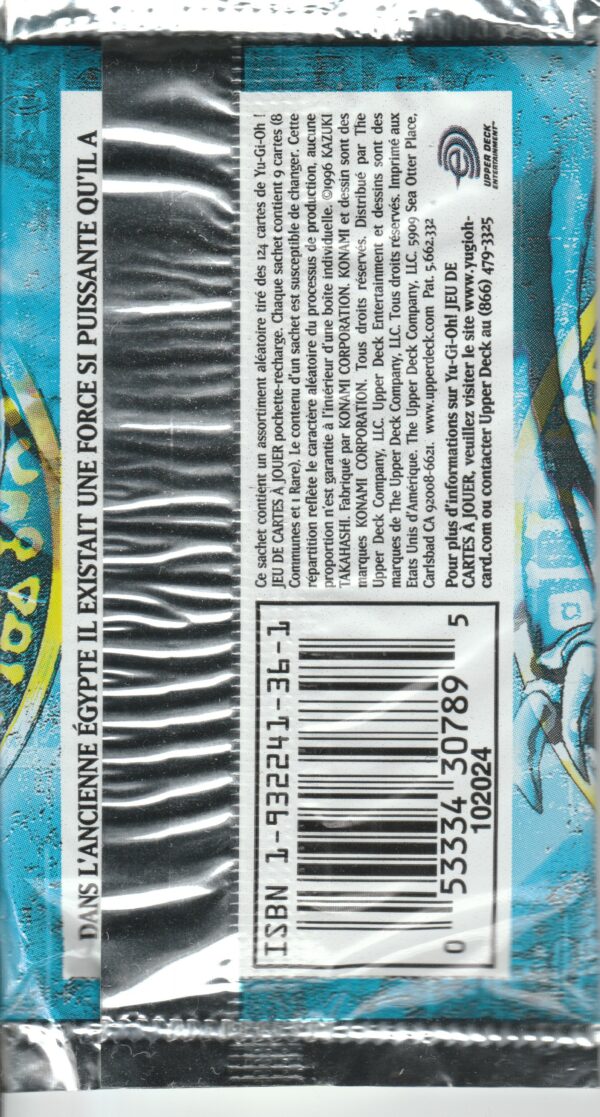 DANS L'ANCIENNE ÉGYPTE IL EXISTAIT UNE FORCE SI PUISSANTE QU'IL A
Ce sachet contient un assortiment aléatoire tiré des 124 cartes de Yu-Gi-Oh !
JEU DE CARTES À JOUER pochette-recharge. Chaque sachet contient 9 cartes (8
Communes et 1 Rare). Le contenu d'un sachet est susceptible de changer. Cette
répartition reflète le caractère aléatoire du processus de production, aucune
proportion n'est garantie à l'intérieur d'une boite individuelle. ©1996 KAZUKI
TAKAHASHI. Fabriqué par KONAMI CORPORATION. KONAMI et dessin sont des
marques KONAMI CORPORATION. Tous droits réservés. Distribué par The
Upper Deck Company, LLC. Upper Deck Entertainment et dessins sont des
marques de The Upper Deck Company, LLC. Tous droits réservés. Imprimé aux
Etats Unis d'Amérique. The Upper Deck Company, LLC. 5909 Sea Otter Place,
Carlsbad CA 92008-6621. www.upperdeck.com Pat. 5.662.332
Pour plus d'informations sur Yu-Gi-Oh! JEU DE
CARTES À JOUER, veuillez visiter le site www.yugioh-
card.com ou contacter Upper Deck au (866) 479-3325
UPPER DECK
ENTERTAINMENT
ISBN 1-932241-36-1
0 53334 30789 5
102024